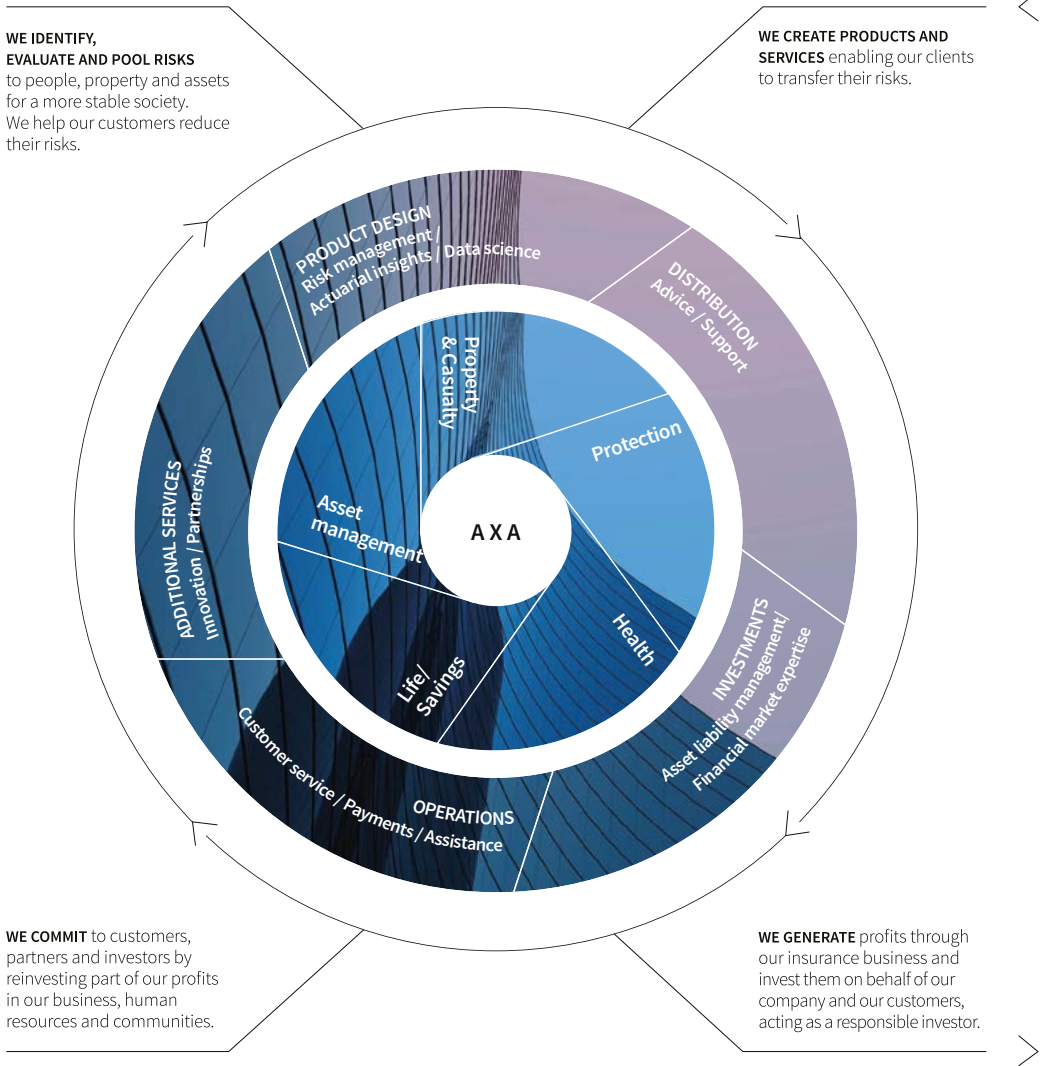 WE IDENTIFY,
EVALUATE AND POOL RISKS
to people, property and assets
for a more stable society.
We help our customers reduce
their risks.
WE CREATE PRODUCTS AND
SERVICES enabling our clients
to transfer their risks.
PRODUCT DESIGN
Risk management /
Actuarial insights / Data science
DISTRIBUTION
Advice / Support
INVESTMENTS
Asset liability management/
Financial market expertise
OPERATIONS
Customer service / Payments / Assistance
ADDITIONAL SERVICES
Innovation / Partnerships
Property
& Casualty
Protection
Health
Life/
Savings
Asset
management
AXA
WE COMMIT to customers,
partners and investors by
reinvesting part of our profits
in our business, human
resources and communities.
WE GENERATE profits through
our insurance business and
invest them on behalf of our
company and our customers,
acting as a responsible investor.